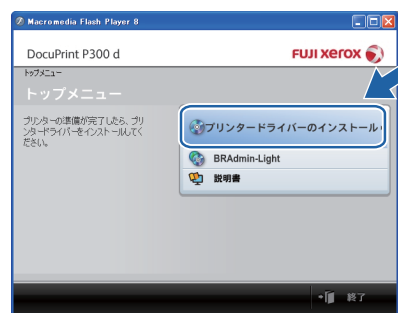 Macromedia Flash Player 8
DocuPrint P300 d
FUJI XEROX
トップメニュー
トップメニュー
プリンターの準備が完了したら、プリ
ンタードライバーをインストールしてく
ださい。
プリンタードライバーのインストール
BRAdmin-Light
説明書
終了